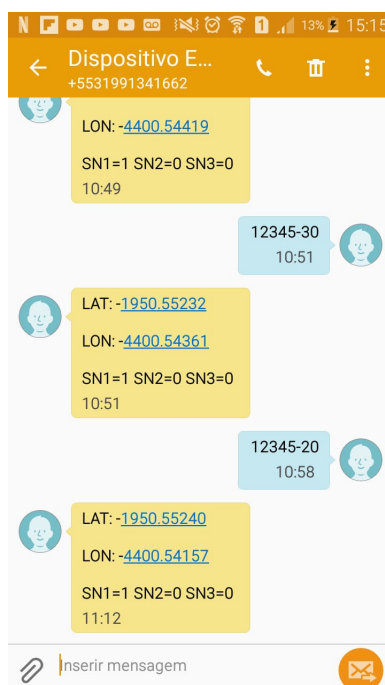 N 1 13% 15:15
Dispositivo E...
+5531991341662
LON: -4400.54419
SN1=1 SN2=0 SN3=0
10:49
12345-30
10:51
LAT: -1950.55232
LON: -4400.54361
SN1=1 SN2=0 SN3=0
10:51
12345-20
10:58
LAT: -1950.55240
LON: -4400.54157
SN1=1 SN2=0 SN3=0
11:12
Inserir mensagem